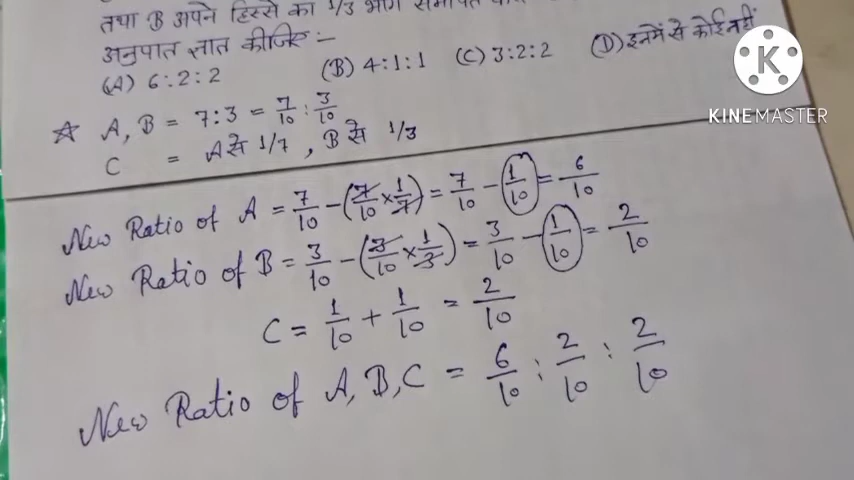 तथा B अपने हिस्से का 1/3 भाग
अनुपात ज्ञात कीजिए :-
(A) 6:2:2 (B) 4:1:1 (C) 3:2:2 (D) इनमें से कोई नहीं
☆ A, B = 7:3 = 7/10 : 3/10
C = A से 1/7 , B से 1/3
New Ratio of A = 7/10 - (7/10 × 1/7) = 7/10 - 1/10 = 6/10
New Ratio of B = 3/10 - (3/10 × 1/3) = 3/10 - 1/10 = 2/10
C = 1/10 + 1/10 = 2/10
New Ratio of A, B, C = 6/10 : 2/10 : 2/10
K
KINEMASTER